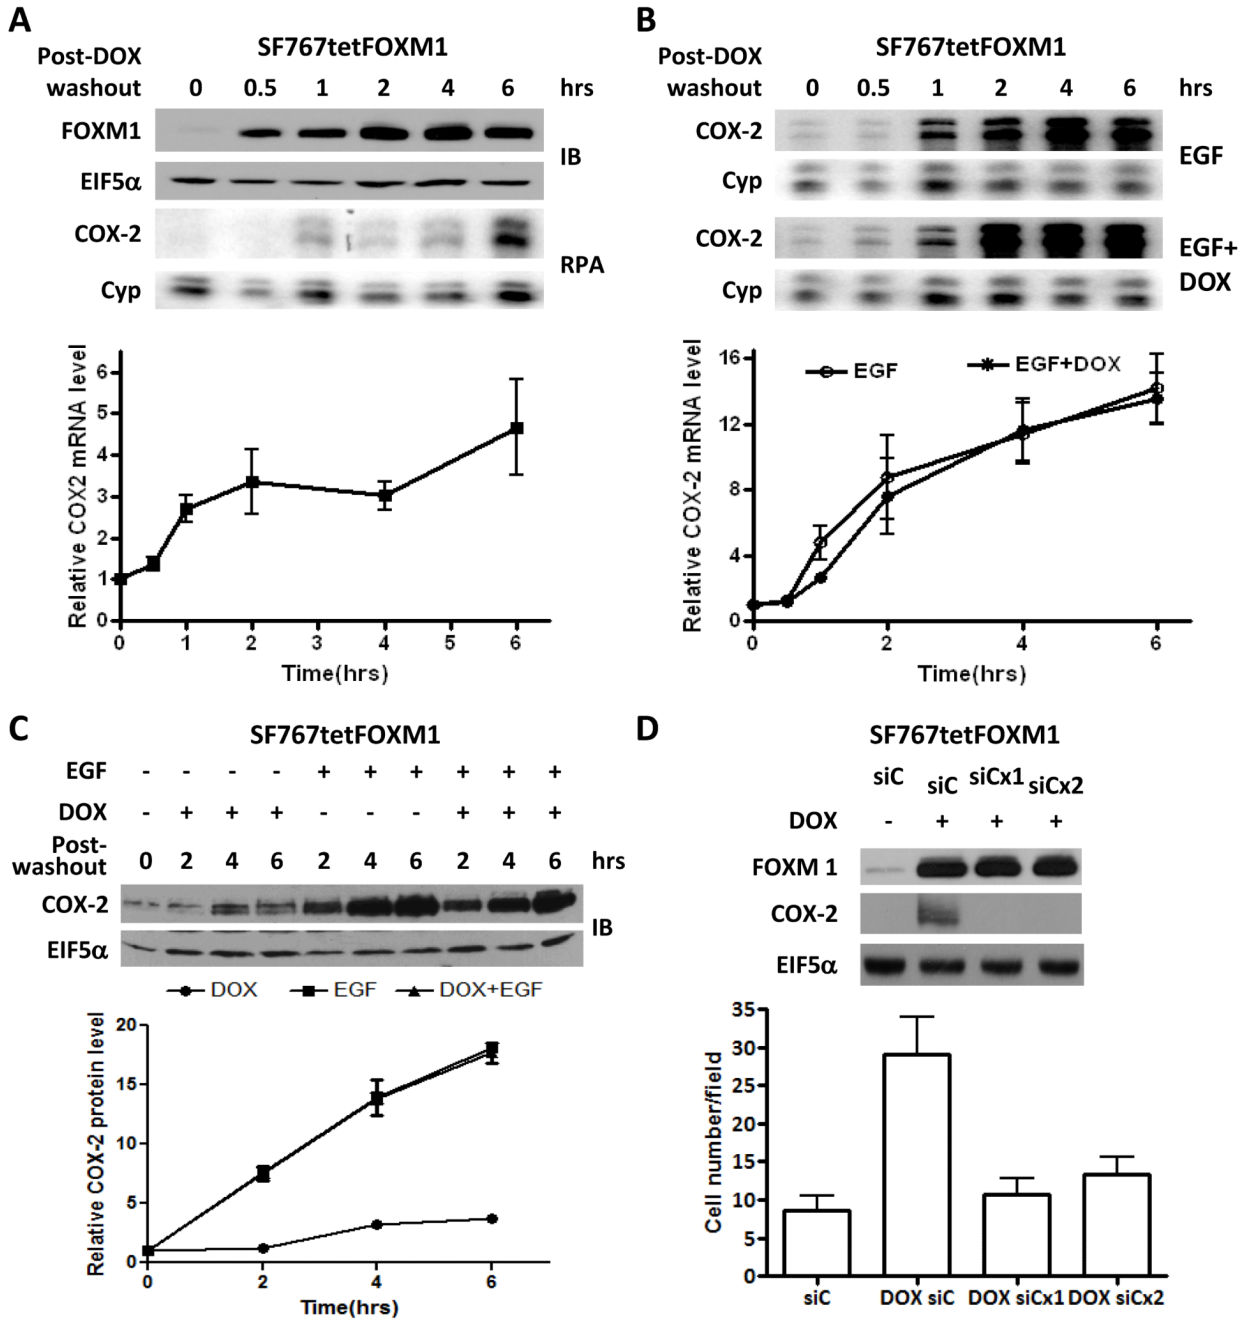 A
SF767tetFOXM1
Post-DOX
washout 0 0.5 1 2 4 6 hrs
FOXM1
IB
EIF5α
COX-2
RPA
Cyp
Relative COX2 mRNA level
6
5
4
3
2
1
0
0 1 2 3 4 5 6
Time(hrs)
B
SF767tetFOXM1
Post-DOX
washout 0 0.5 1 2 4 6 hrs
COX-2
EGF
Cyp
COX-2
EGF+
DOX
Cyp
EGF EGF+DOX
Relative COX-2 mRNA level
16
12
8
4
0
0 2 4 6
Time(hrs)
C
SF767tetFOXM1
EGF - - - - + + + + + +
DOX - + + + - - - + + +
Post-
washout 0 2 4 6 2 4 6 2 4 6 hrs
COX-2
IB
EIF5α
DOX EGF DOX+EGF
Relative COX-2 protein level
20
15
10
5
0
0 2 4 6
Time(hrs)
D
SF767tetFOXM1
siC siC siCx1 siCx2
DOX - + + +
FOXM 1
COX-2
EIF5α
Cell number/field
35
30
25
20
15
10
5
0
siC DOX siC DOX siCx1 DOX siCx2